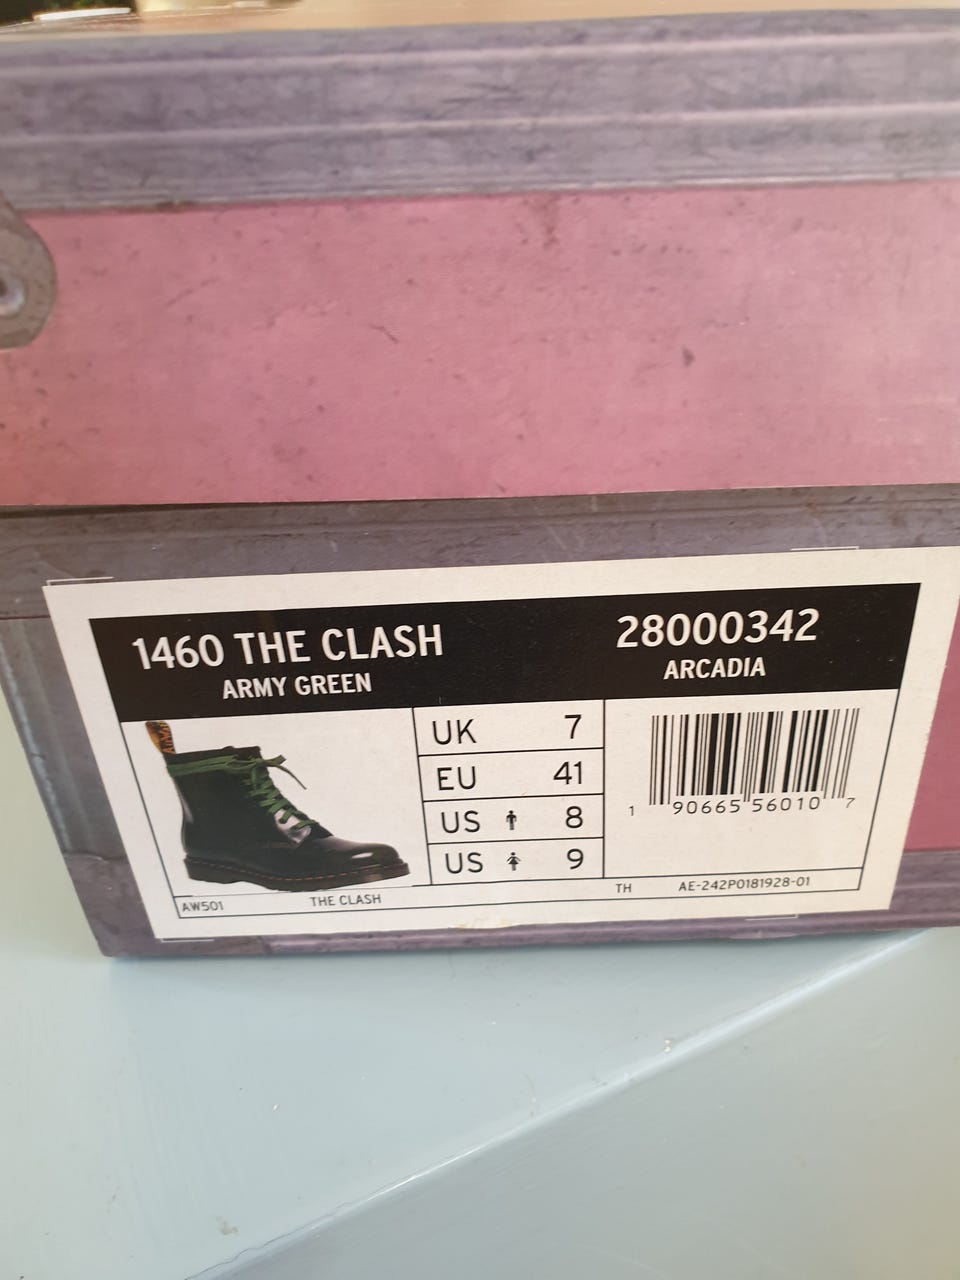 1460 THE CLASH
ARMY GREEN
28000342
ARCADIA
UK 7
EU 41
US 8
US 9
1 90665 56010 7
AW501
THE CLASH
TH
AE-242P0181928-01